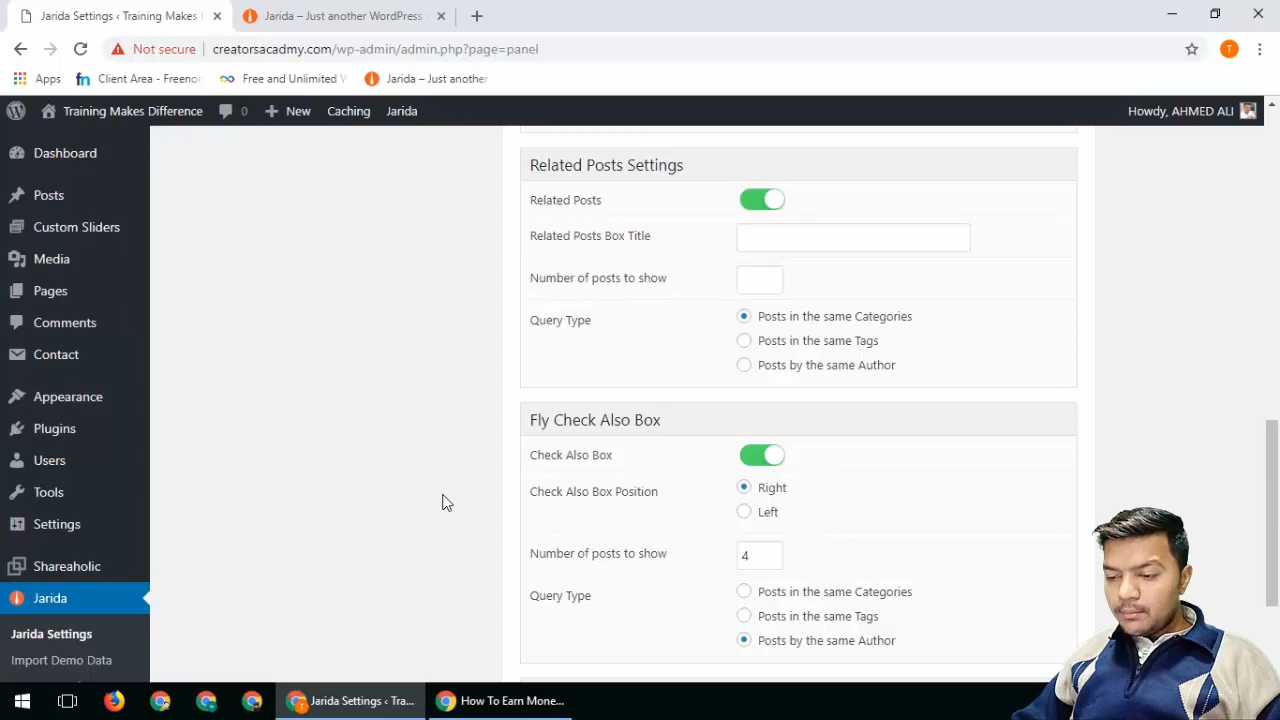 Jarida Settings ‹ Training Makes
Jarida – Just another WordPress
Not secure
creatorsacadmy.com/wp-admin/admin.php?page=panel
T
Apps
fn
Client Area - Freenor
Free and Unlimited
Jarida – Just another
Training Makes Difference
0
New
Caching
Jarida
Howdy, AHMED ALI
Dashboard
Posts
Custom Sliders
Media
Pages
Comments
Contact
Appearance
Plugins
Users
Tools
Settings
Shareaholic
Jarida
Jarida Settings
Import Demo Data
Related Posts Settings
Related Posts
Related Posts Box Title
Number of posts to show
Query Type
Posts in the same Categories
Posts in the same Tags
Posts by the same Author
Fly Check Also Box
Check Also Box
Check Also Box Position
Right
Left
Number of posts to show
4
Query Type
Posts in the same Categories
Posts in the same Tags
Posts by the same Author
Jarida Settings ‹ Tra...
How To Earn Mone...